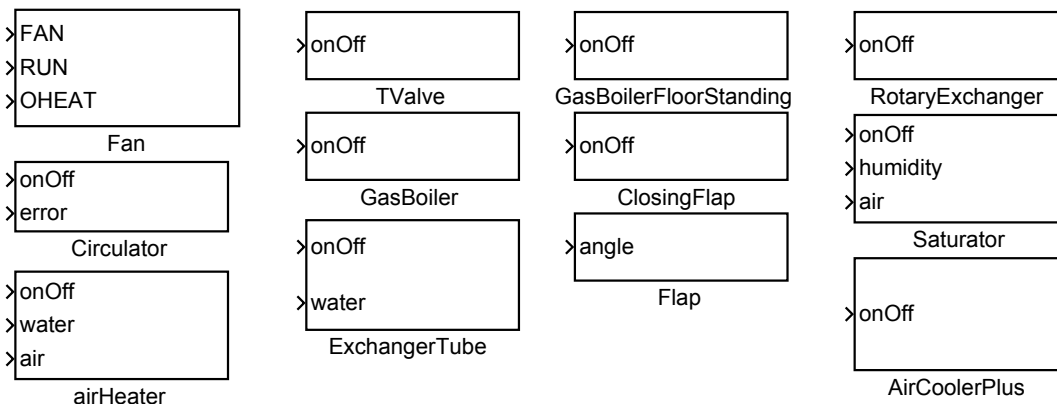 FAN
RUN
OHEAT
Fan
onOff
error
Circulator
onOff
water
air
airHeater
onOff
TValve
onOff
GasBoiler
onOff
water
ExchangerTube
onOff
GasBoilerFloorStanding
onOff
ClosingFlap
angle
Flap
onOff
RotaryExchanger
onOff
humidity
air
Saturator
onOff
AirCoolerPlus